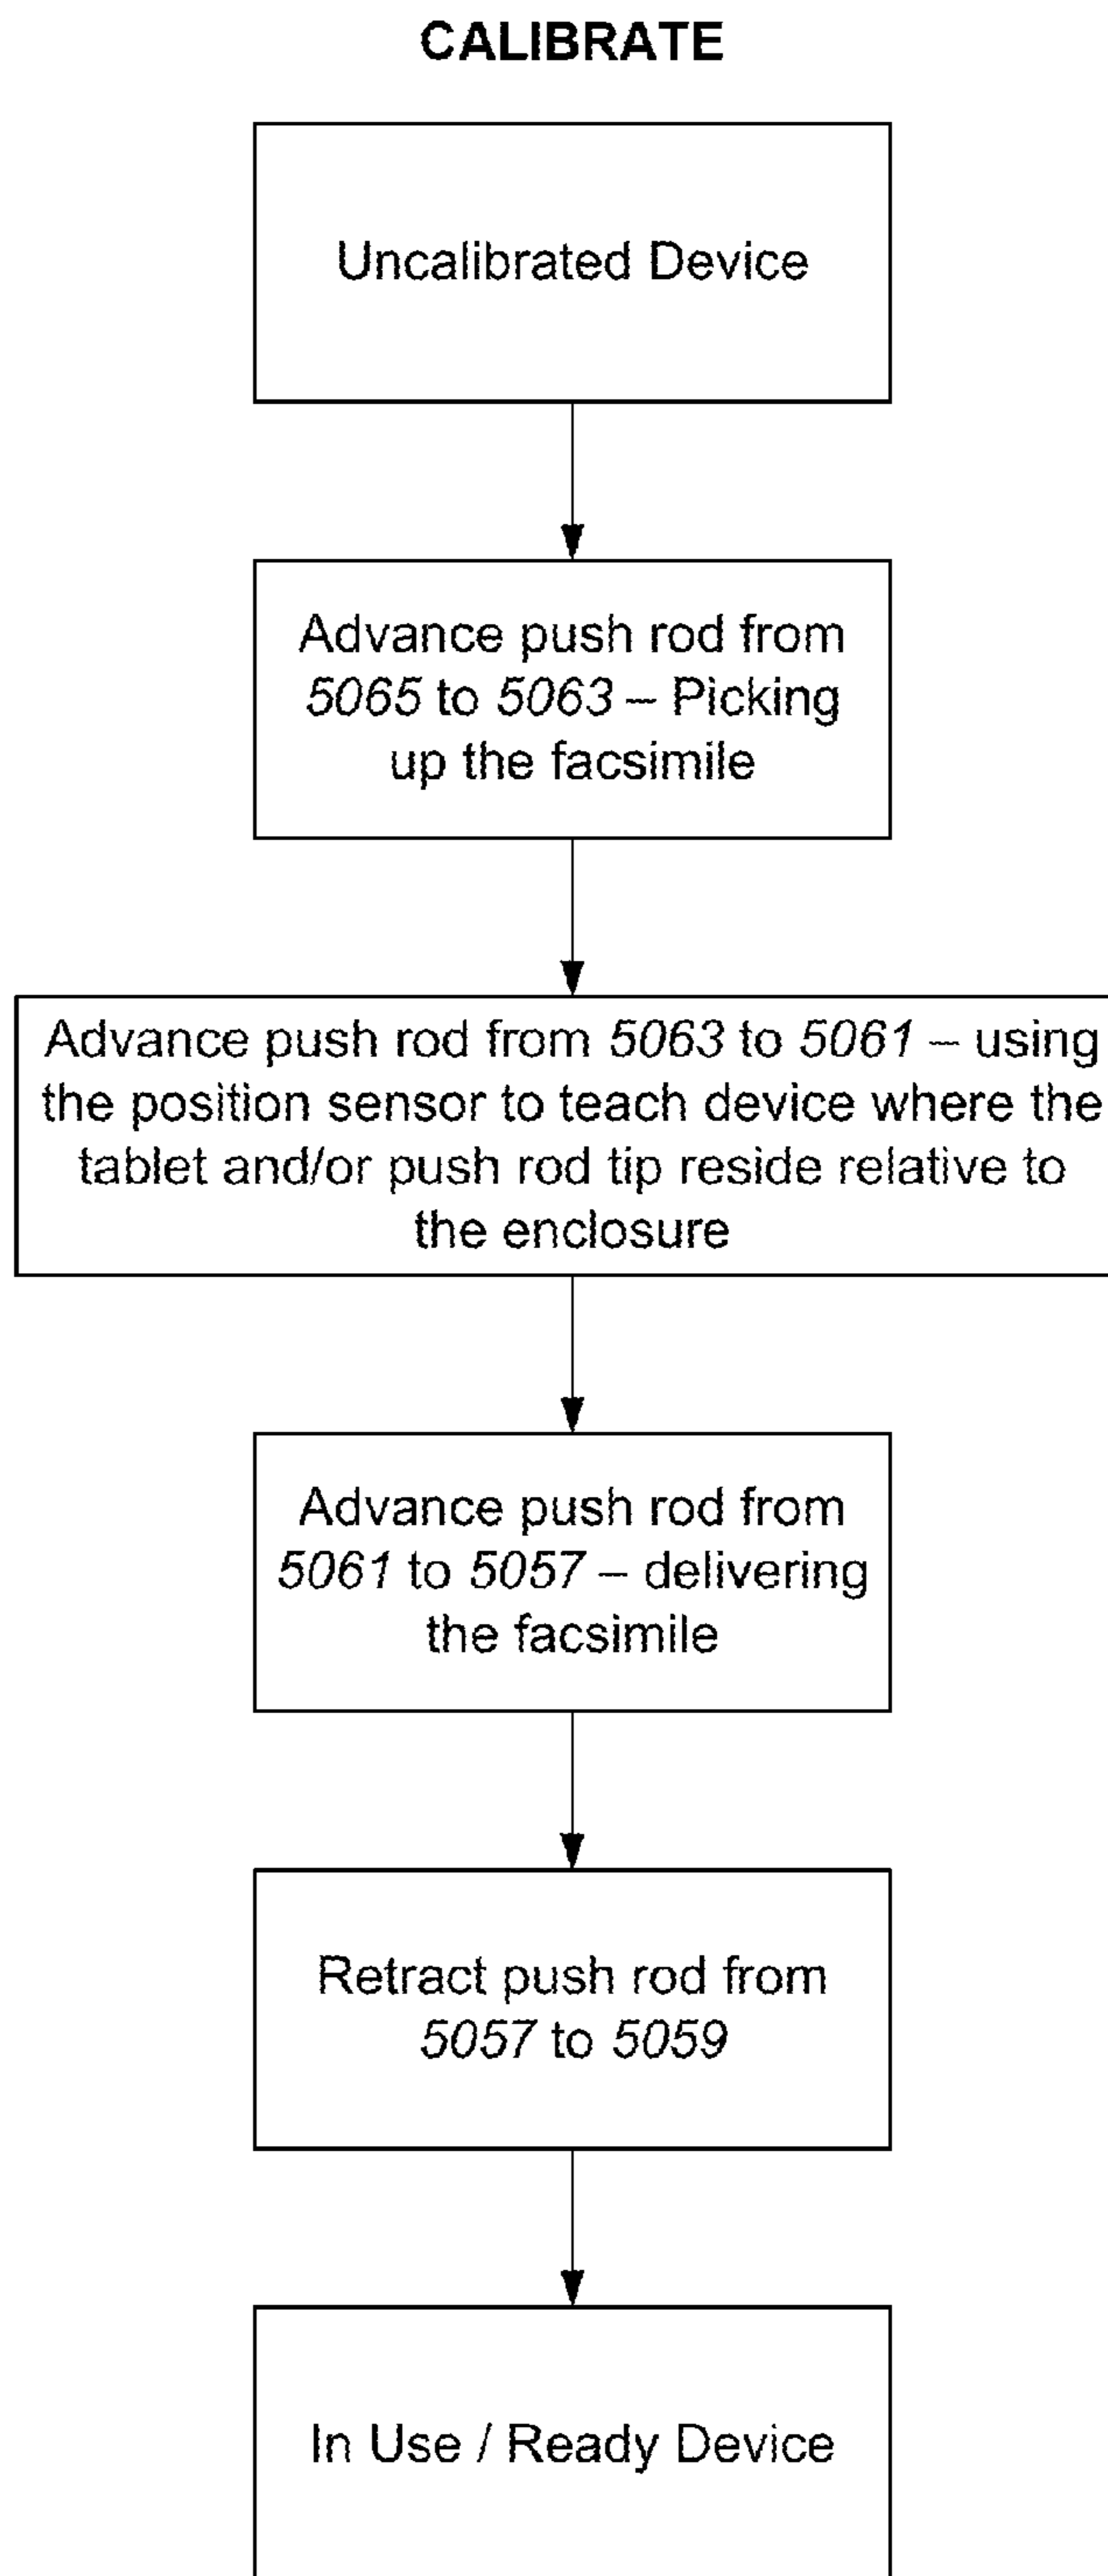 CALIBRATE
Uncalibrated Device
Advance push rod from
5065 to 5063 – Picking
up the facsimile
Advance push rod from 5063 to 5061 – using
the position sensor to teach device where the
tablet and/or push rod tip reside relative to
the enclosure
Advance push rod from
5061 to 5057 – delivering
the facsimile
Retract push rod from
5057 to 5059
In Use / Ready Device